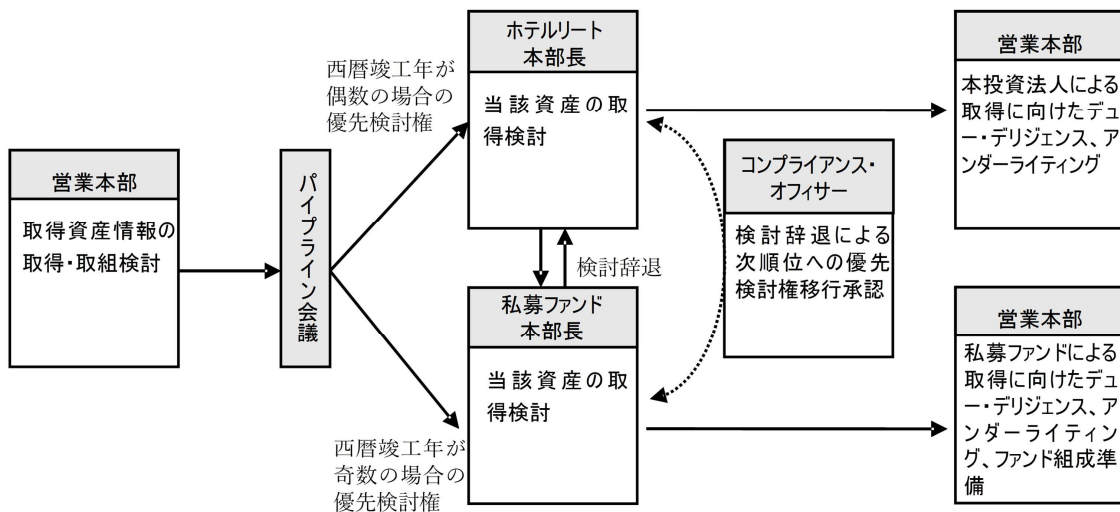 営業本部
取得資産情報の
取得・取組検討
パイプライン会議
西暦竣工年が
偶数の場合の
優先検討権
西暦竣工年が
奇数の場合の
優先検討権
ホテルリート
本部長
当該資産の取
得検討
検討辞退
私募ファンド
本部長
当該資産の取
得検討
コンプライアンス・
オフィサー
検討辞退による
次順位への優先
検討権移行承認
営業本部
本投資法人による
取得に向けたデュ
ー・デリジェンス、ア
ンダーライティング
営業本部
私募ファンドによる
取得に向けたデュ
ー・デリジェンス、ア
ンダーライティン
グ、ファンド組成準
備